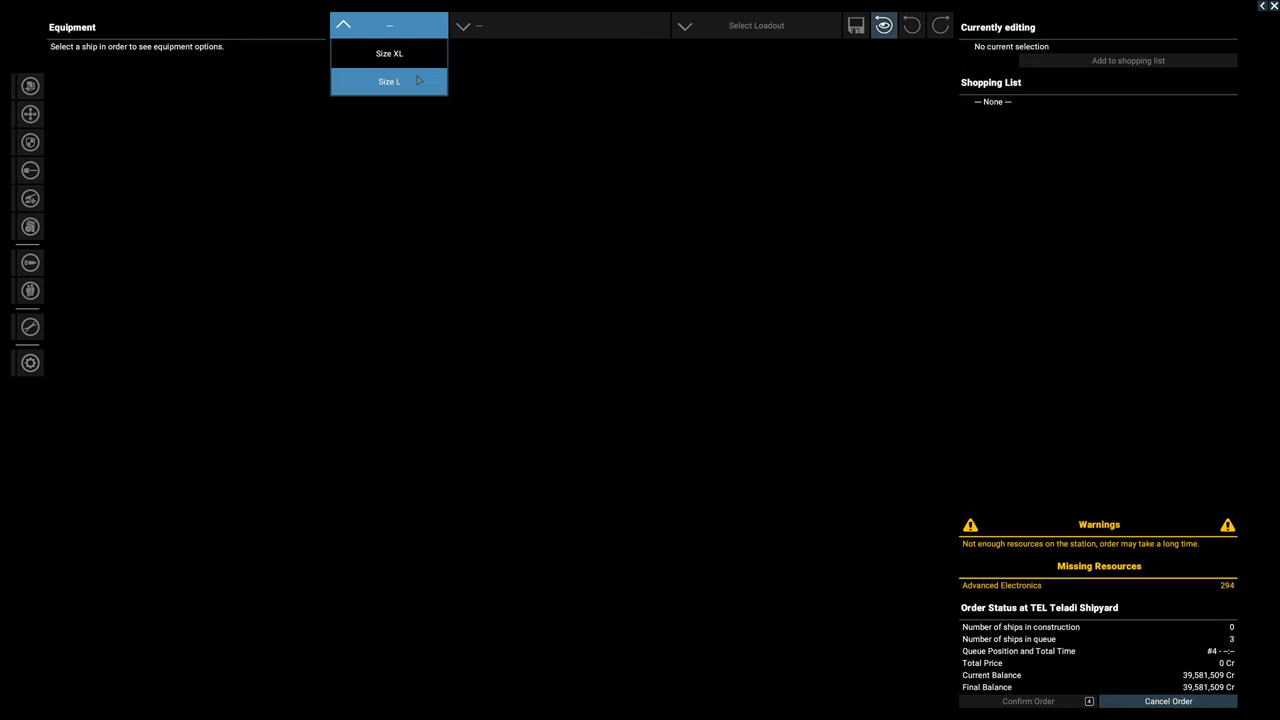 Equipment
Select a ship in order to see equipment options.
—
Size XL
Size L
—
Select Loadout
Currently editing
No current selection
Add to shopping list
Shopping List
— None —
Warnings
Not enough resources on the station, order may take a long time.
Missing Resources
Advanced Electronics 294
Order Status at TEL Teladi Shipyard
Number of ships in construction 0
Number of ships in queue 3
Queue Position and Total Time #4 - --:--
Total Price 0 Cr
Current Balance 39,581,509 Cr
Final Balance 39,581,509 Cr
Confirm Order 4 Cancel Order